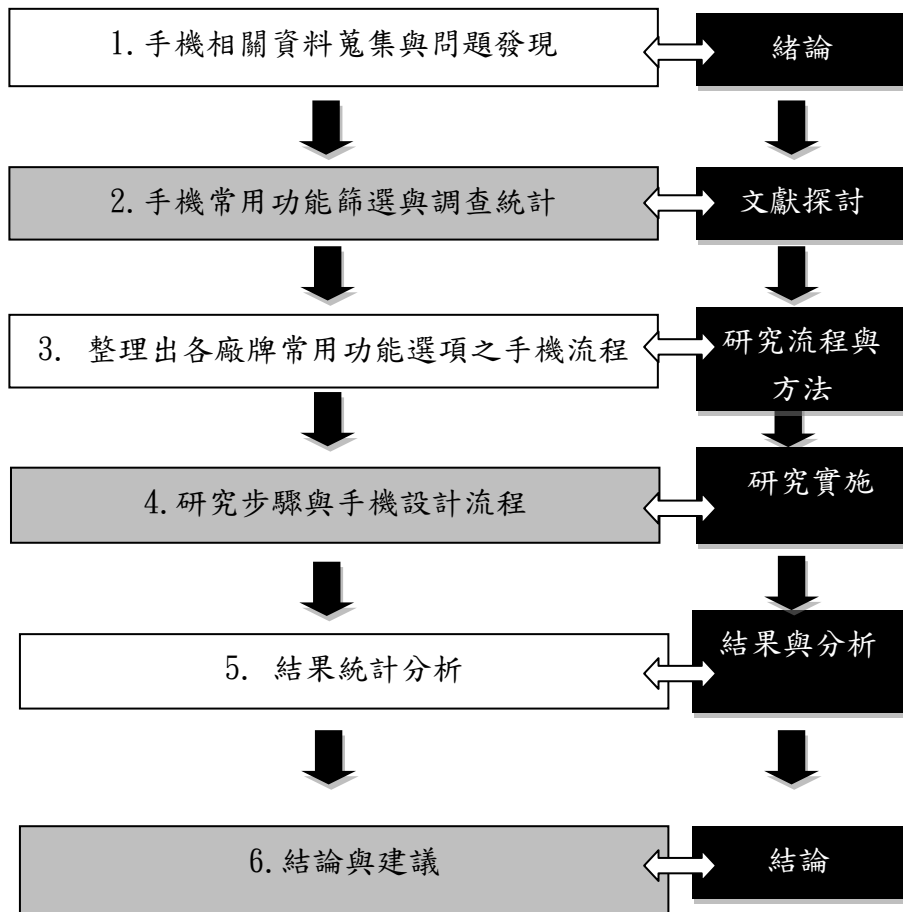 1.手機相關資料蒐集與問題發現
緒論
2.手機常用功能篩選與調查統計
文獻探討
3. 整理出各廠牌常用功能選項之手機流程
研究流程與
方法
4.研究步驟與手機設計流程
研究實施
5. 結果統計分析
結果與分析
6.結論與建議
結論